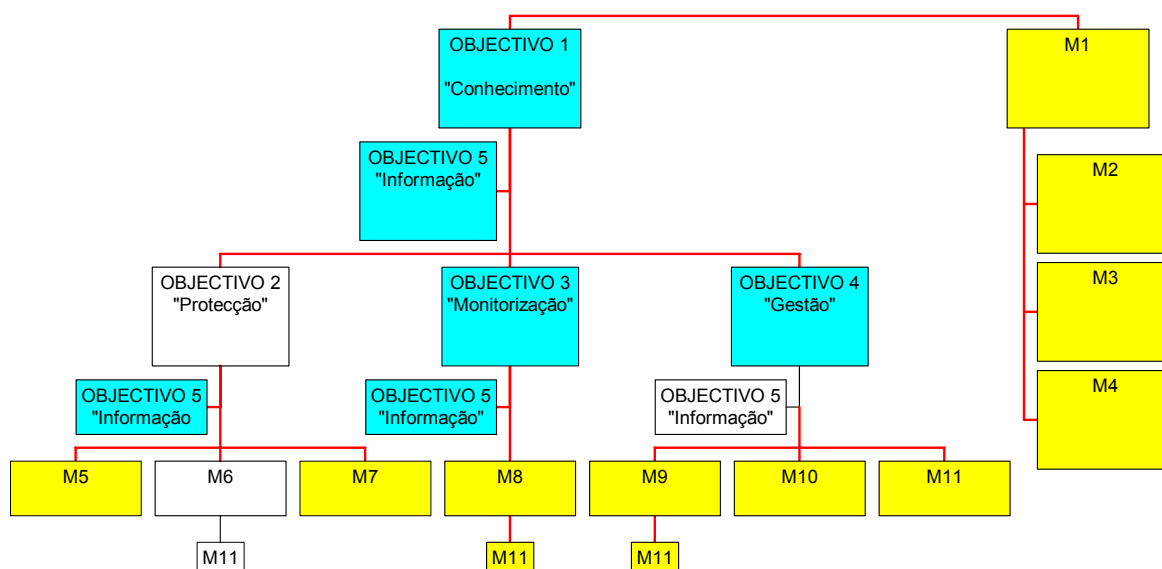 OBJECTIVO 1
"Conhecimento"
M1
OBJECTIVO 5
"Informação"
M2
OBJECTIVO 2
"Protecção"
OBJECTIVO 3
"Monitorização"
OBJECTIVO 4
"Gestão"
M3
OBJECTIVO 5
"Informação
OBJECTIVO 5
"Informação"
OBJECTIVO 5
"Informação"
M4
M5
M6
M7
M8
M9
M10
M11
M11
M11
M11